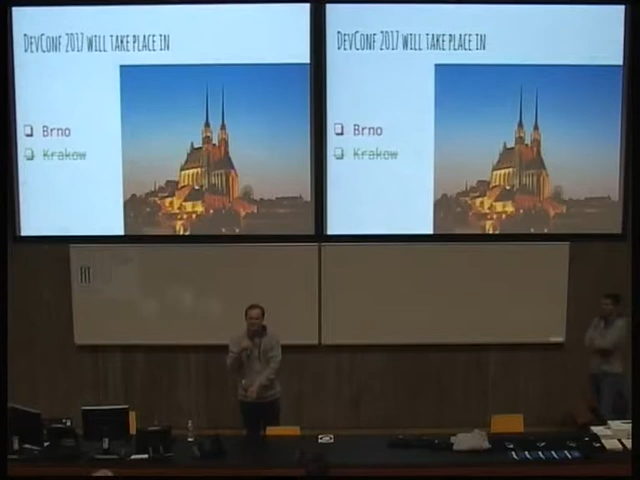 DevConf 2017 will take place in
Brno
Krakow
DevConf 2017 will take place in
Brno
Krakow
FIT